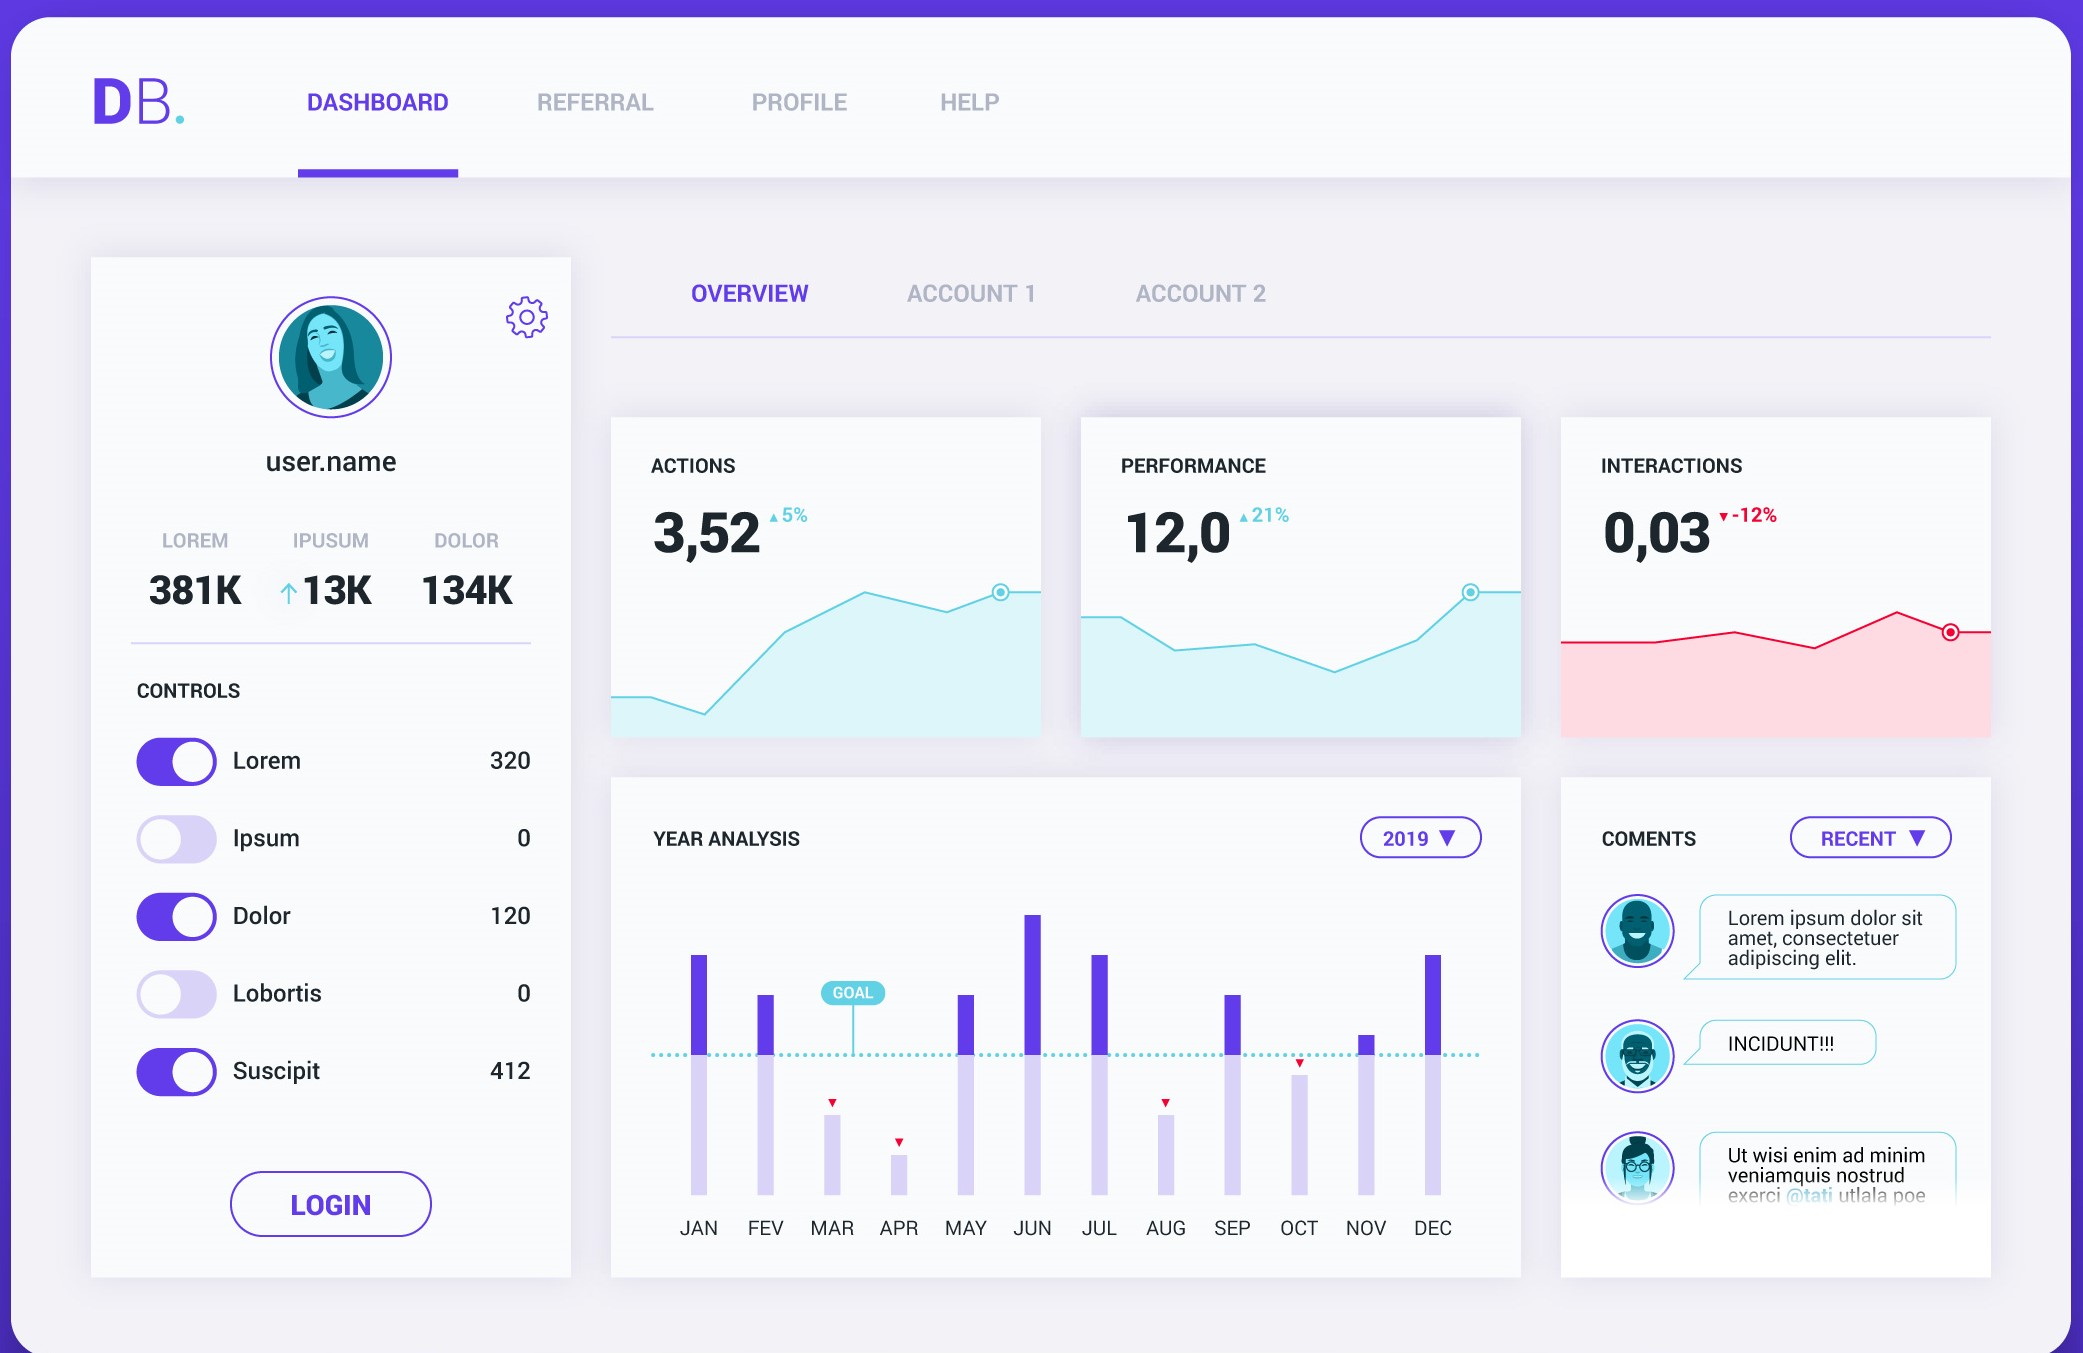 DB.
DASHBOARD
REFERRAL
PROFILE
HELP
user.name
LOREM
IPUSUM
DOLOR
381K
↑13K
134K
CONTROLS
Lorem
320
Ipsum
0
Dolor
120
Lobortis
0
Suscipit
412
LOGIN
OVERVIEW
ACCOUNT 1
ACCOUNT 2
ACTIONS
3,52
▲5%
PERFORMANCE
12,0
▲21%
INTERACTIONS
0,03
▼-12%
YEAR ANALYSIS
2019 ▼
GOAL
JAN
FEV
MAR
APR
MAY
JUN
JUL
AUG
SEP
OCT
NOV
DEC
COMENTS
RECENT ▼
Lorem ipsum dolor sit
amet, consectetuer
adipiscing elit.
INCIDUNT!!!
Ut wisi enim ad minim
veniamquis nostrud
exerci @tati utlala poe